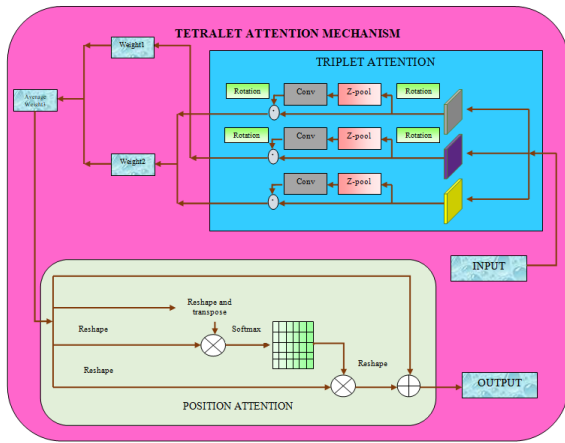 TETRALET ATTENTION MECHANISM
Weight1
TRIPLET ATTENTION
Rotation
Conv
Z-pool
Rotation
Average
Weights
Rotation
Conv
Z-pool
Rotation
Weight2
Conv
Z-pool
INPUT
Reshape and
transpose
Reshape
Softmax
Reshape
Reshape
OUTPUT
POSITION ATTENTION